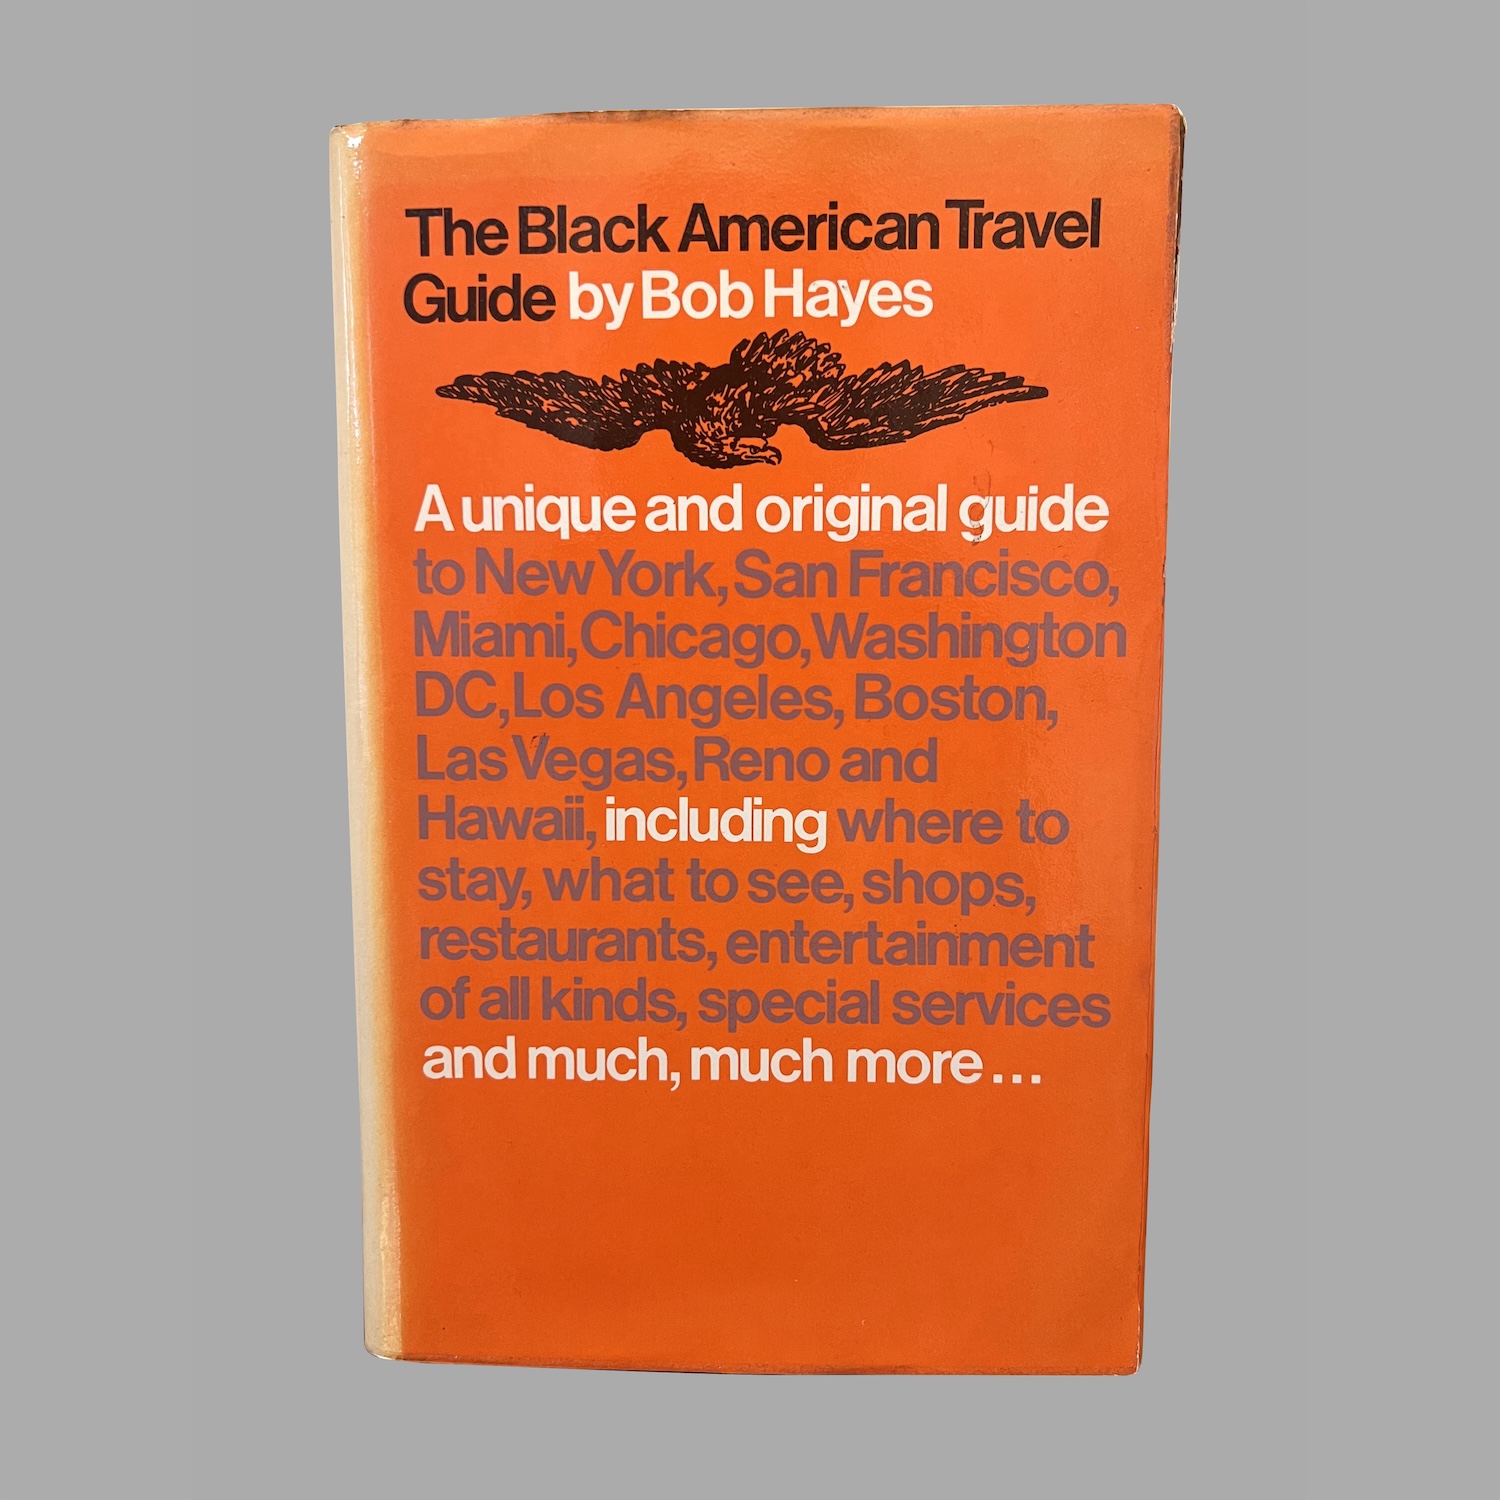 The Black American Travel
Guide by Bob Hayes
A unique and original guide
to New York, San Francisco,
Miami, Chicago, Washington
DC, Los Angeles, Boston,
Las Vegas, Reno and
Hawaii, including where to
stay, what to see, shops,
restaurants, entertainment
of all kinds, special services
and much, much more ...